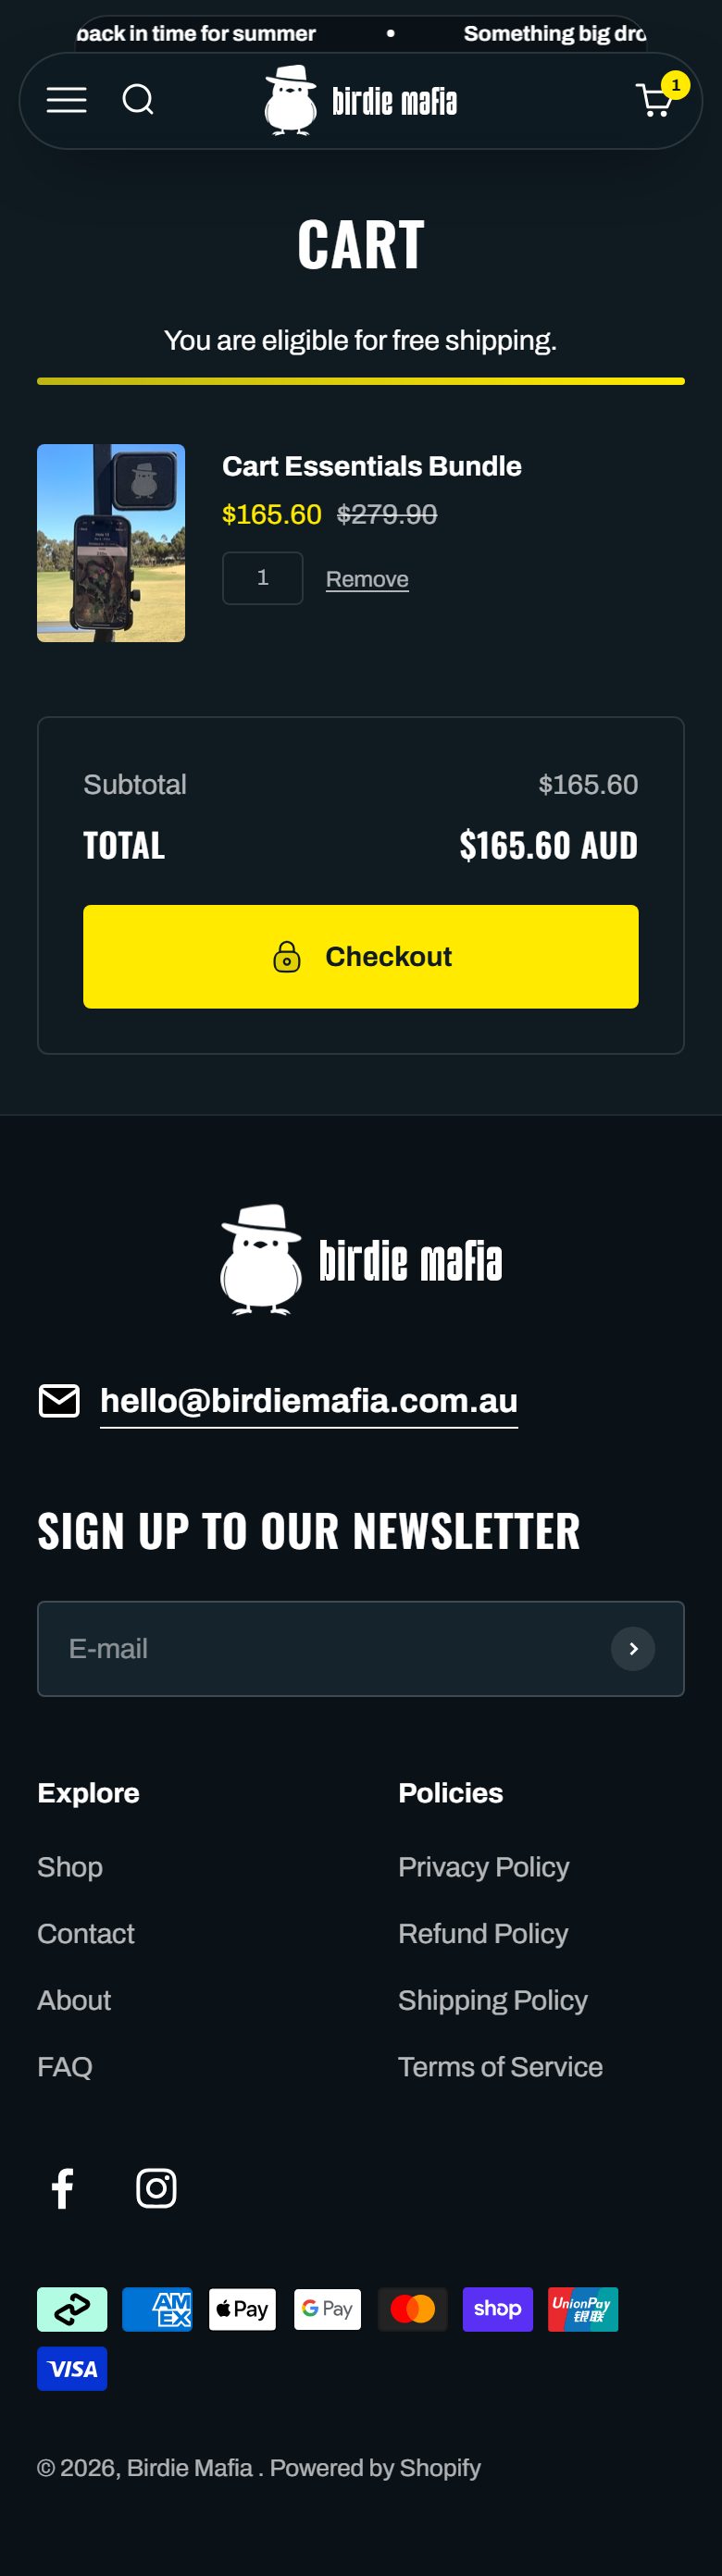 back in time for summer • Something big dro
birdie mafia
1
CART
You are eligible for free shipping.
Cart Essentials Bundle
$165.60 $279.90
1 Remove
Subtotal $165.60
TOTAL $165.60 AUD
Checkout
birdie mafia
hello@birdiemafia.com.au
SIGN UP TO OUR NEWSLETTER
E-mail
Explore Policies
Shop Privacy Policy
Contact Refund Policy
About Shipping Policy
FAQ Terms of Service
AM EX Pay G Pay shop UnionPay 银联
VISA
© 2026, Birdie Mafia . Powered by Shopify